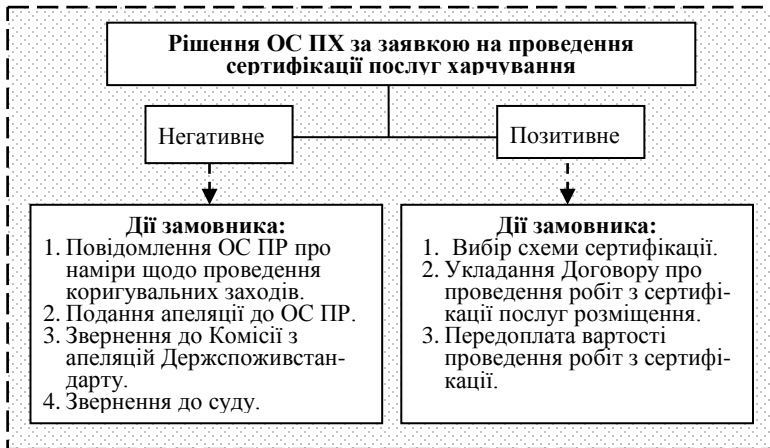 Рішення ОС ПХ за заявкою на проведення
сертифікації послуг харчування
Негативне
Позитивне
Дії замовника:
1. Повідомлення ОС ПР про
наміри щодо проведення
коригувальних заходів.
2. Подання апеляції до ОС ПР.
3. Звернення до Комісії з
апеляцій Держспоживстан-
дарту.
4. Звернення до суду.
Дії замовника:
1. Вибір схеми сертифікації.
2. Укладання Договору про
проведення робіт з сертифі-
кації послуг розміщення.
3. Передоплата вартості
проведення робіт з сертифі-
кації.